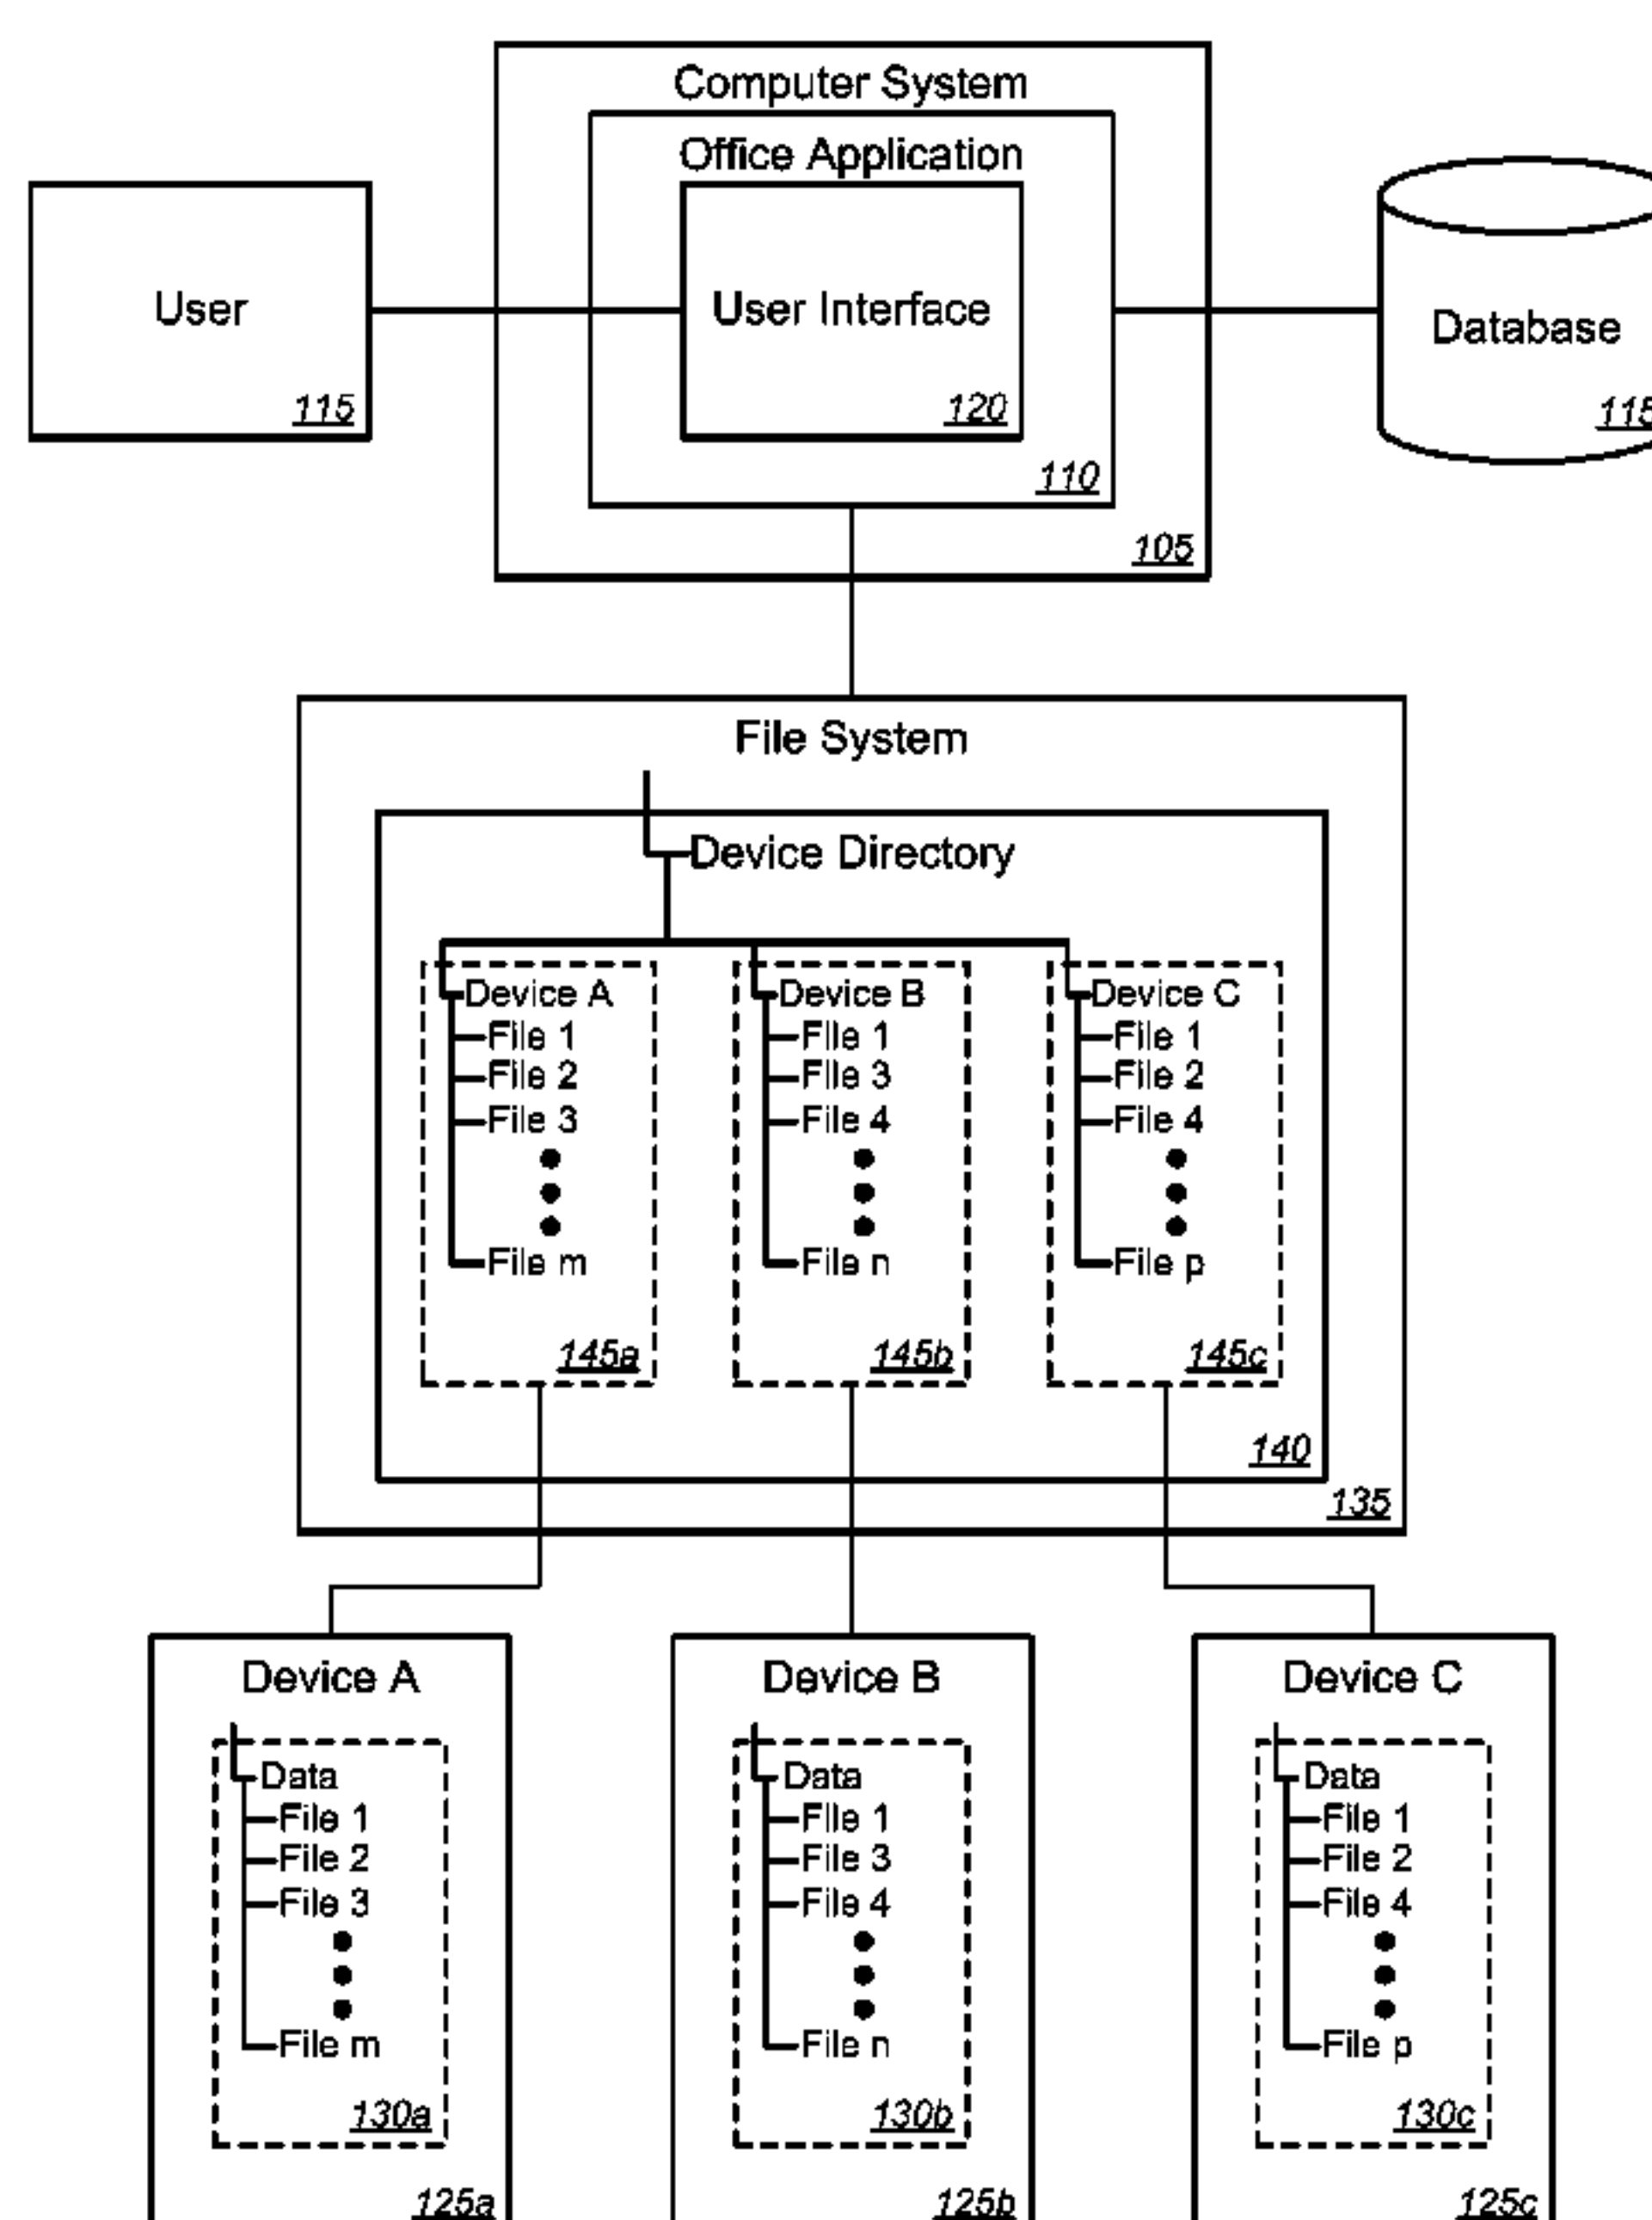 Computer System
Office Application
User
User Interface
Database
115
120
115
110
105
File System
Device Directory
Device A
File 1
File 2
File 3
File m
145a
Device B
File 1
File 3
File 4
File n
145b
Device C
File 1
File 2
File 4
File p
145c
140
135
Device A
Data
File 1
File 2
File 3
File m
130a
125a
Device B
Data
File 1
File 3
File 4
File n
130b
125b
Device C
Data
File 1
File 2
File 4
File p
130c
125c